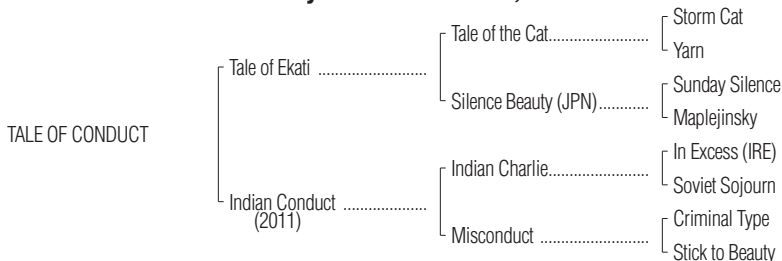 Storm Cat
Tale of the Cat......................
Yarn
Tale of Ekati ...........................
Sunday Silence
Silence Beauty (JPN)............
Maplejinsky
TALE OF CONDUCT
In Excess (IRE)
Indian Charlie.......................
Soviet Sojourn
Indian Conduct .....................
(2011)
Criminal Type
Misconduct ...........................
Stick to Beauty